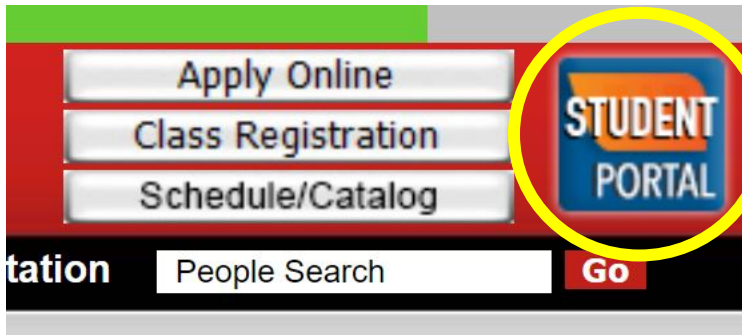 Apply Online
Class Registration
Schedule/Catalog
STUDENT
PORTAL
tation People Search Go